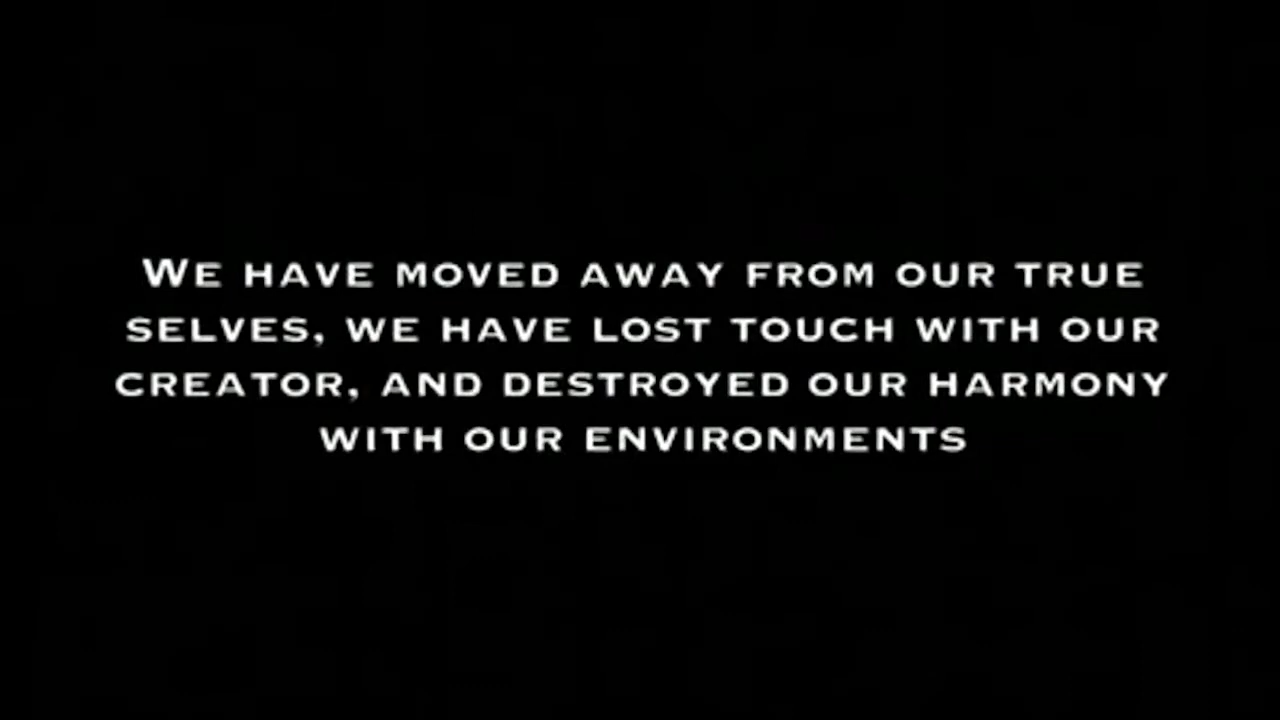 WE HAVE MOVED AWAY FROM OUR TRUE
SELVES, WE HAVE LOST TOUCH WITH OUR
CREATOR, AND DESTROYED OUR HARMONY
WITH OUR ENVIRONMENTS